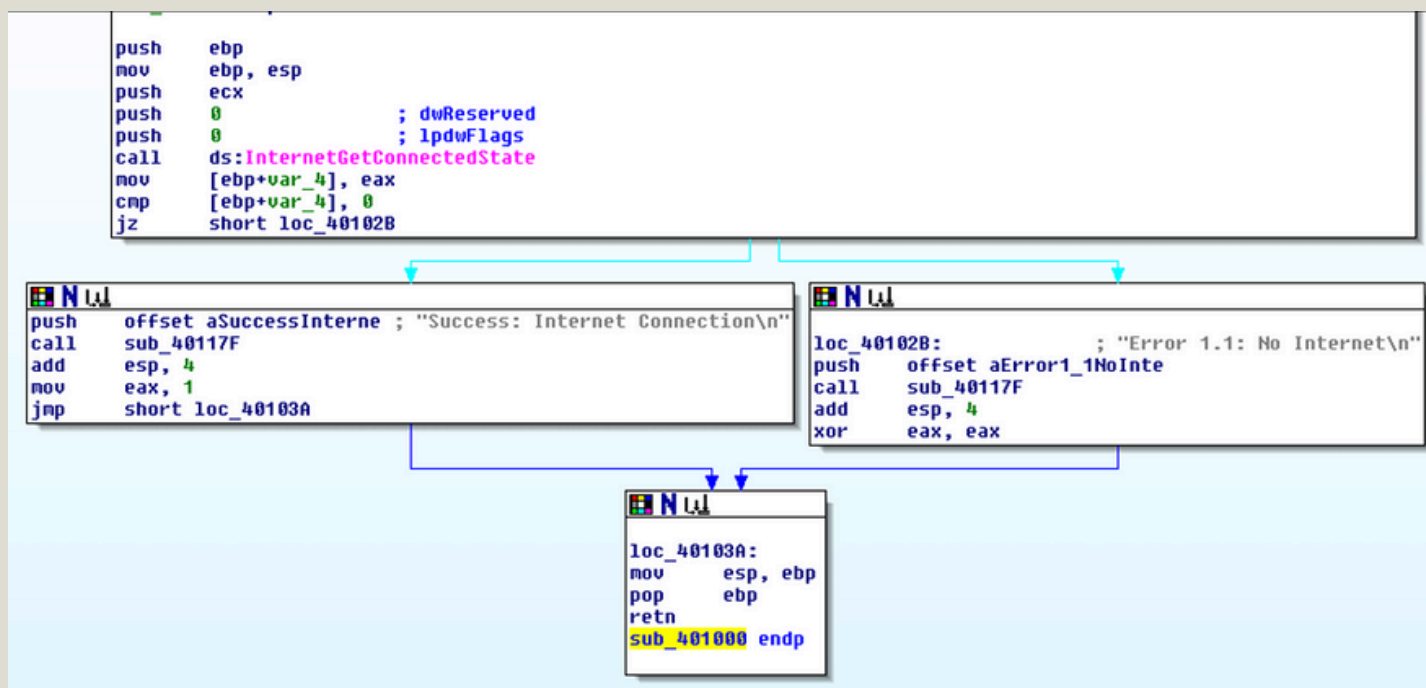 push ebp
mov ebp, esp
push ecx
push 0 ; dwReserved
push 0 ; lpdwFlags
call ds:InternetGetConnectedState
mov [ebp+var_4], eax
cmp [ebp+var_4], 0
jz short loc_40102B
push offset aSuccessInterne ; "Success: Internet Connection\n"
call sub_40117F
add esp, 4
mov eax, 1
jmp short loc_40103A
loc_40102B: ; "Error 1.1: No Internet\n"
push offset aError1_1NoInte
call sub_40117F
add esp, 4
xor eax, eax
loc_40103A:
mov esp, ebp
pop ebp
retn
sub_401000 endp